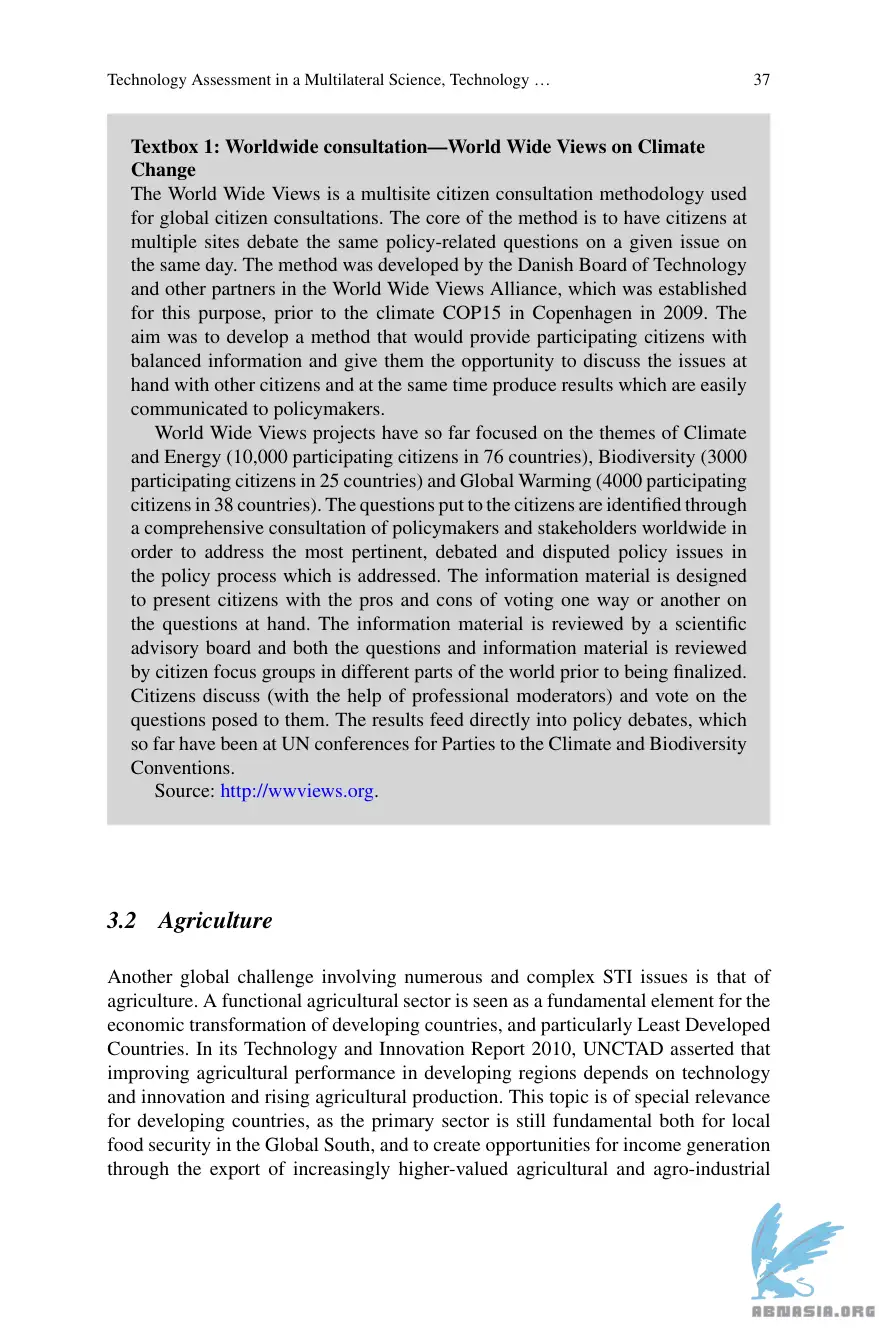 Technology Assessment in a Multilateral Science, Technology … 37
Textbox 1: Worldwide consultation—World Wide Views on Climate
Change
The World Wide Views is a multisite citizen consultation methodology used
for global citizen consultations. The core of the method is to have citizens at
multiple sites debate the same policy-related questions on a given issue on
the same day. The method was developed by the Danish Board of Technology
and other partners in the World Wide Views Alliance, which was established
for this purpose, prior to the climate COP15 in Copenhagen in 2009. The
aim was to develop a method that would provide participating citizens with
balanced information and give them the opportunity to discuss the issues at
hand with other citizens and at the same time produce results which are easily
communicated to policymakers.
World Wide Views projects have so far focused on the themes of Climate
and Energy (10,000 participating citizens in 76 countries), Biodiversity (3000
participating citizens in 25 countries) and Global Warming (4000 participating
citizens in 38 countries). The questions put to the citizens are identified through
a comprehensive consultation of policymakers and stakeholders worldwide in
order to address the most pertinent, debated and disputed policy issues in
the policy process which is addressed. The information material is designed
to present citizens with the pros and cons of voting one way or another on
the questions at hand. The information material is reviewed by a scientific
advisory board and both the questions and information material is reviewed
by citizen focus groups in different parts of the world prior to being finalized.
Citizens discuss (with the help of professional moderators) and vote on the
questions posed to them. The results feed directly into policy debates, which
so far have been at UN conferences for Parties to the Climate and Biodiversity
Conventions.
Source: http://wwviews.org.
3.2 Agriculture
Another global challenge involving numerous and complex STI issues is that of
agriculture. A functional agricultural sector is seen as a fundamental element for the
economic transformation of developing countries, and particularly Least Developed
Countries. In its Technology and Innovation Report 2010, UNCTAD asserted that
improving agricultural performance in developing regions depends on technology
and innovation and rising agricultural production. This topic is of special relevance
for developing countries, as the primary sector is still fundamental both for local
food security in the Global South, and to create opportunities for income generation
through the export of increasingly higher-valued agricultural and agro-industrial
ABNASIA.ORG